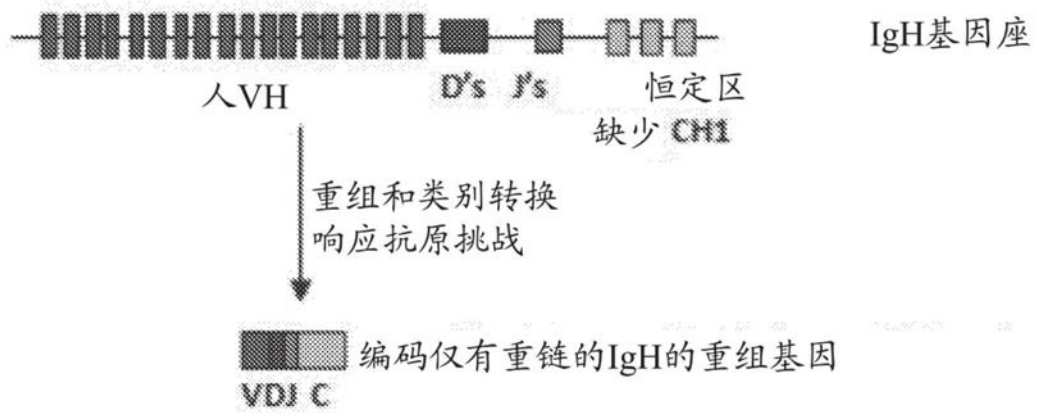 IgH基因座
D's J's
人VH
恒定区
缺少 CH1
重组和类别转换
响应抗原挑战
编码仅有重链的IgH的重组基因
VDJ C